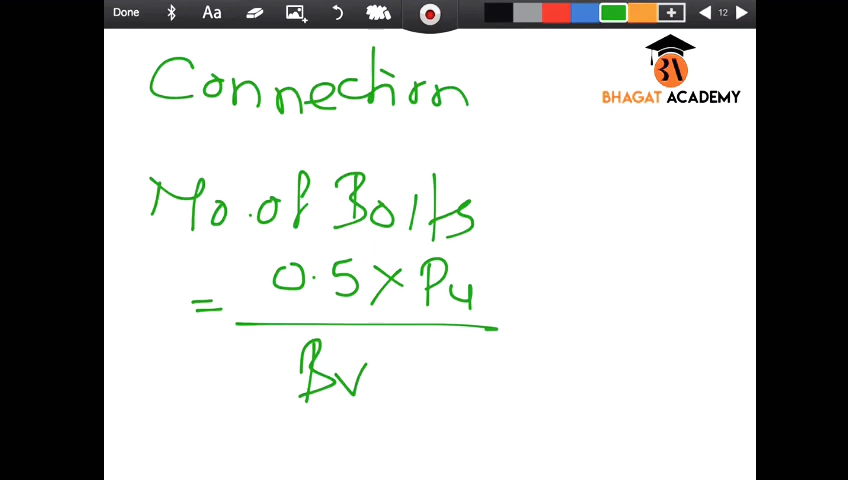 Done Aa 12
BHAGAT ACADEMY
Connection
No. of Bolts
= 0.5 × Pu
Bv